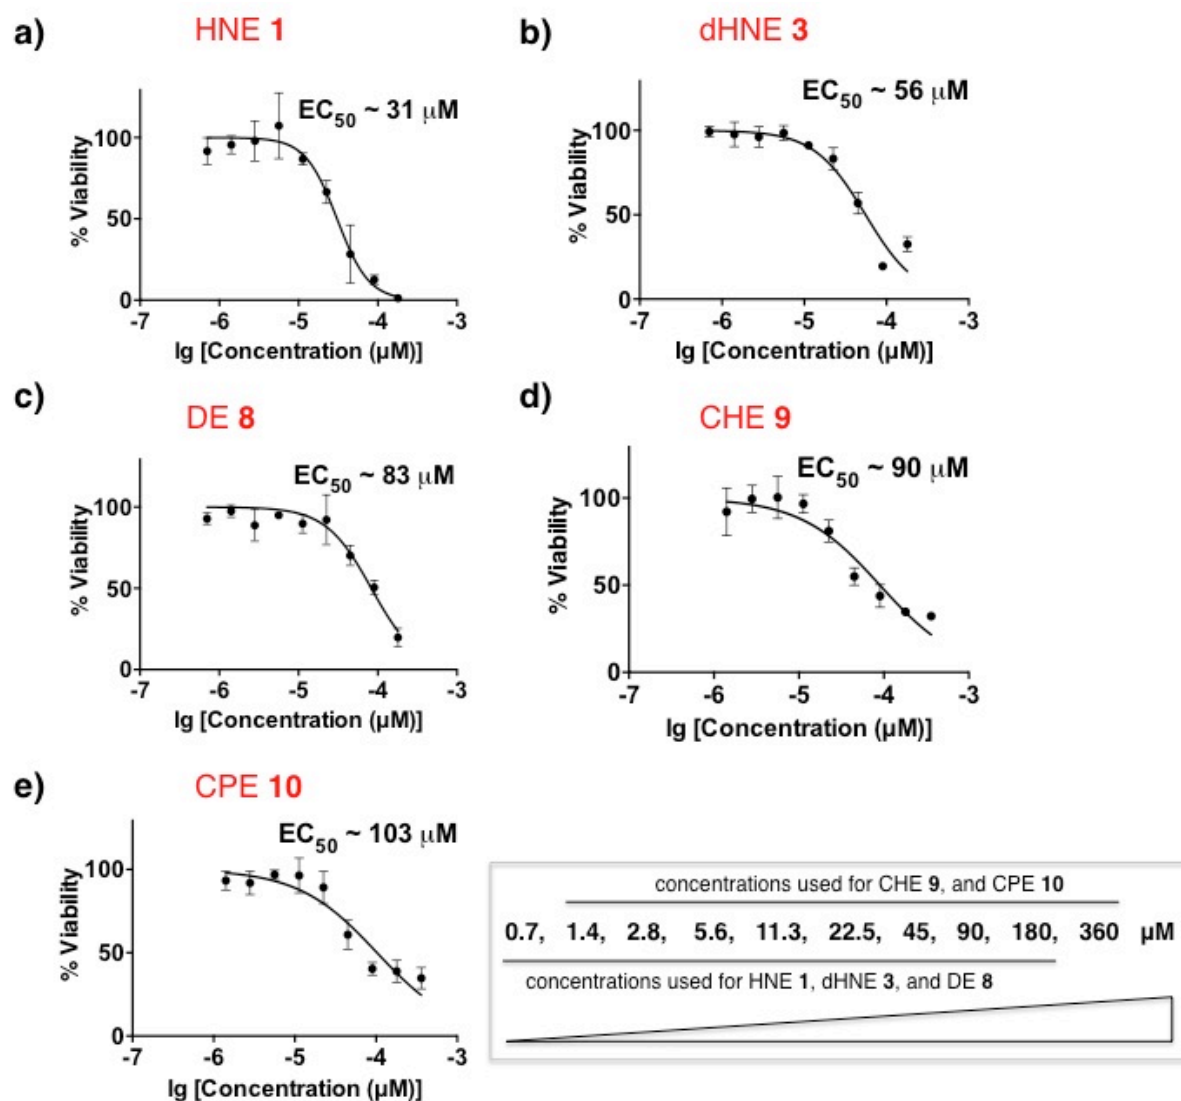 a)
HNE 1
EC50 ~ 31 μM
% Viability
100
50
0
-7 -6 -5 -4 -3
lg [Concentration (µM)]
b)
dHNE 3
EC50 ~ 56 μM
% Viability
100
50
0
-7 -6 -5 -4 -3
lg [Concentration (µM)]
c)
DE 8
EC50 ~ 83 μM
% Viability
100
50
0
-7 -6 -5 -4 -3
lg [Concentration (µM)]
d)
CHE 9
EC50 ~ 90 μM
% Viability
100
50
0
-7 -6 -5 -4 -3
lg [Concentration (µM)]
e)
CPE 10
EC50 ~ 103 μM
% Viability
100
50
0
-7 -6 -5 -4 -3
lg [Concentration (µM)]
concentrations used for CHE 9, and CPE 10
0.7, 1.4, 2.8, 5.6, 11.3, 22.5, 45, 90, 180, 360 µM
concentrations used for HNE 1, dHNE 3, and DE 8